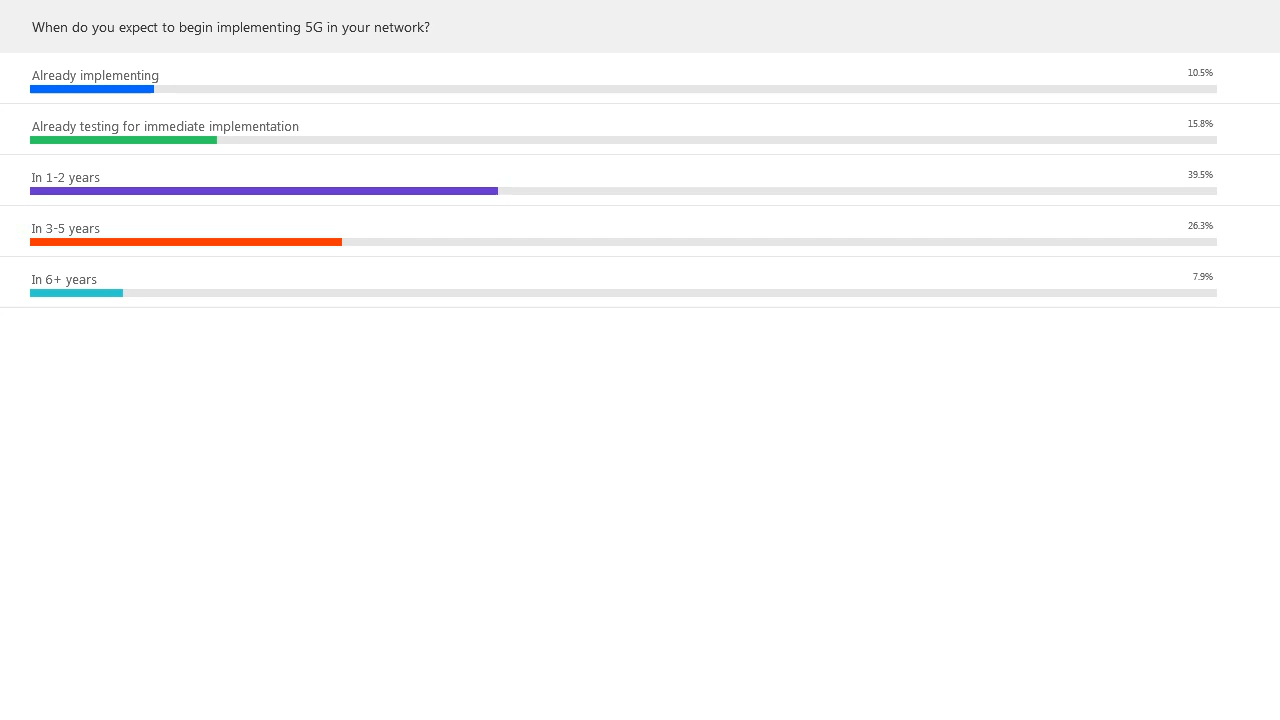 When do you expect to begin implementing 5G in your network?
Already implementing 10.5%
Already testing for immediate implementation 15.8%
In 1-2 years 39.5%
In 3-5 years 26.3%
In 6+ years 7.9%